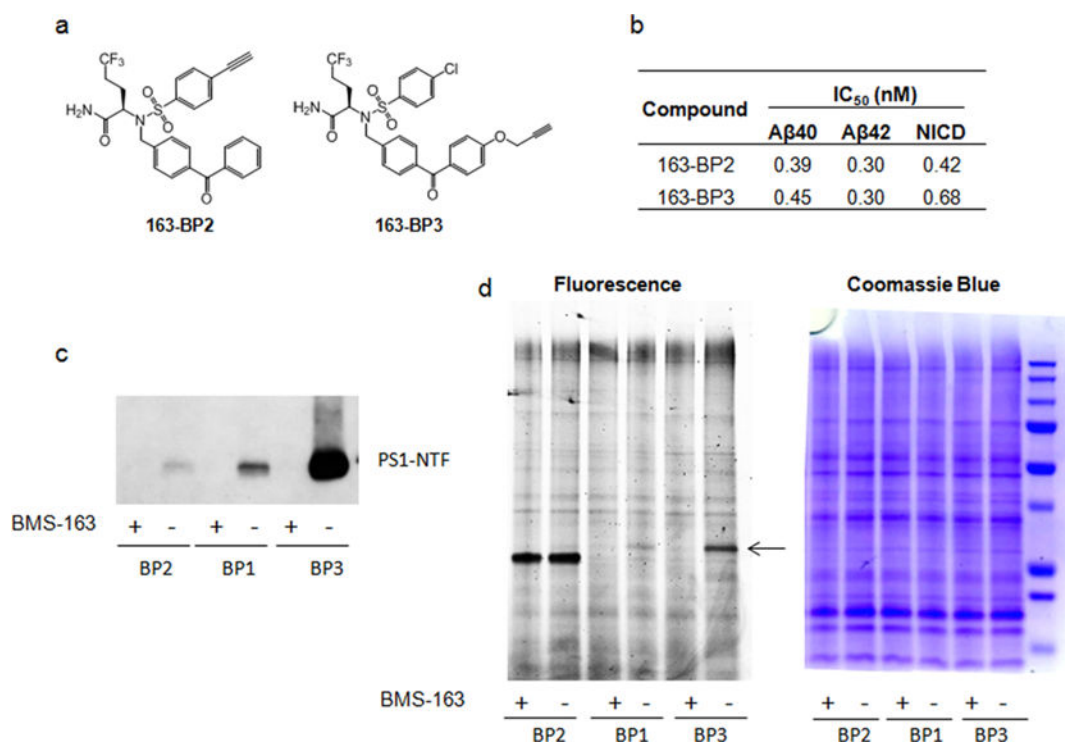 a
CF₃
H₂N
O
N
S
O
O
O
163-BP2
CF₃
H₂N
O
N
S
O
O
Cl
O
O
163-BP3
b
Compound IC₅₀ (nM)
Aβ40 Aβ42 NICD
163-BP2 0.39 0.30 0.42
163-BP3 0.45 0.30 0.68
c
PS1-NTF
BMS-163 + - + - + -
BP2 BP1 BP3
d
Fluorescence Coomassie Blue
BMS-163 + - + - + - + - + - + -
BP2 BP1 BP3 BP2 BP1 BP3